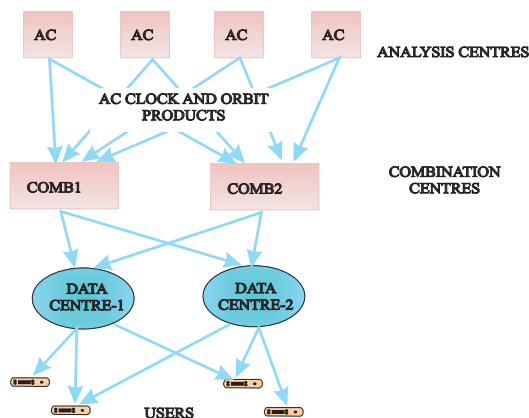 AC AC AC AC
ANALYSIS CENTRES
AC CLOCK AND ORBIT
PRODUCTS
COMB1
COMB2
COMBINATION
CENTRES
DATA
CENTRE-1
DATA
CENTRE-2
USERS